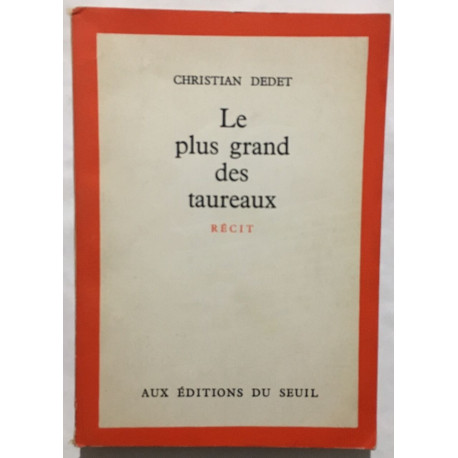 CHRISTIAN DEDET
Le
plus grand
des
taureaux
RÉCIT
AUX ÉDITIONS DU SEUIL